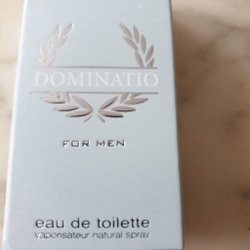 DOMINATIO
FOR MEN
eau de toilette
vaporisateur natural spray